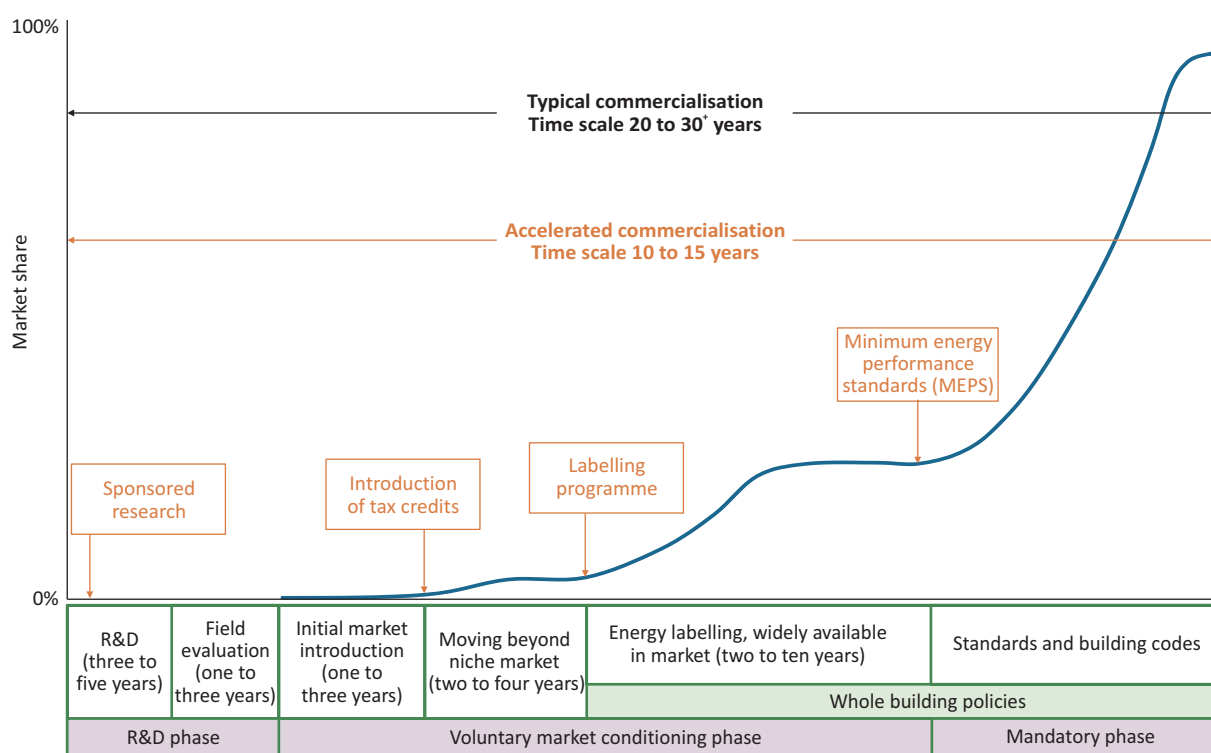 100%
Typical commercialisation
Time scale 20 to 30⁺ years
Accelerated commercialisation
Time scale 10 to 15 years
Market share
Minimum energy
performance
standards (MEPS)
Labelling
programme
Sponsored
research
Introduction
of tax credits
0%
R&D
(three to
five years)
Field
evaluation
(one to
three years)
Initial market
introduction
(one to
three years)
Moving beyond
niche market
(two to four years)
Energy labelling, widely available
in market (two to ten years)
Standards and building codes
Whole building policies
R&D phase
Voluntary market conditioning phase
Mandatory phase